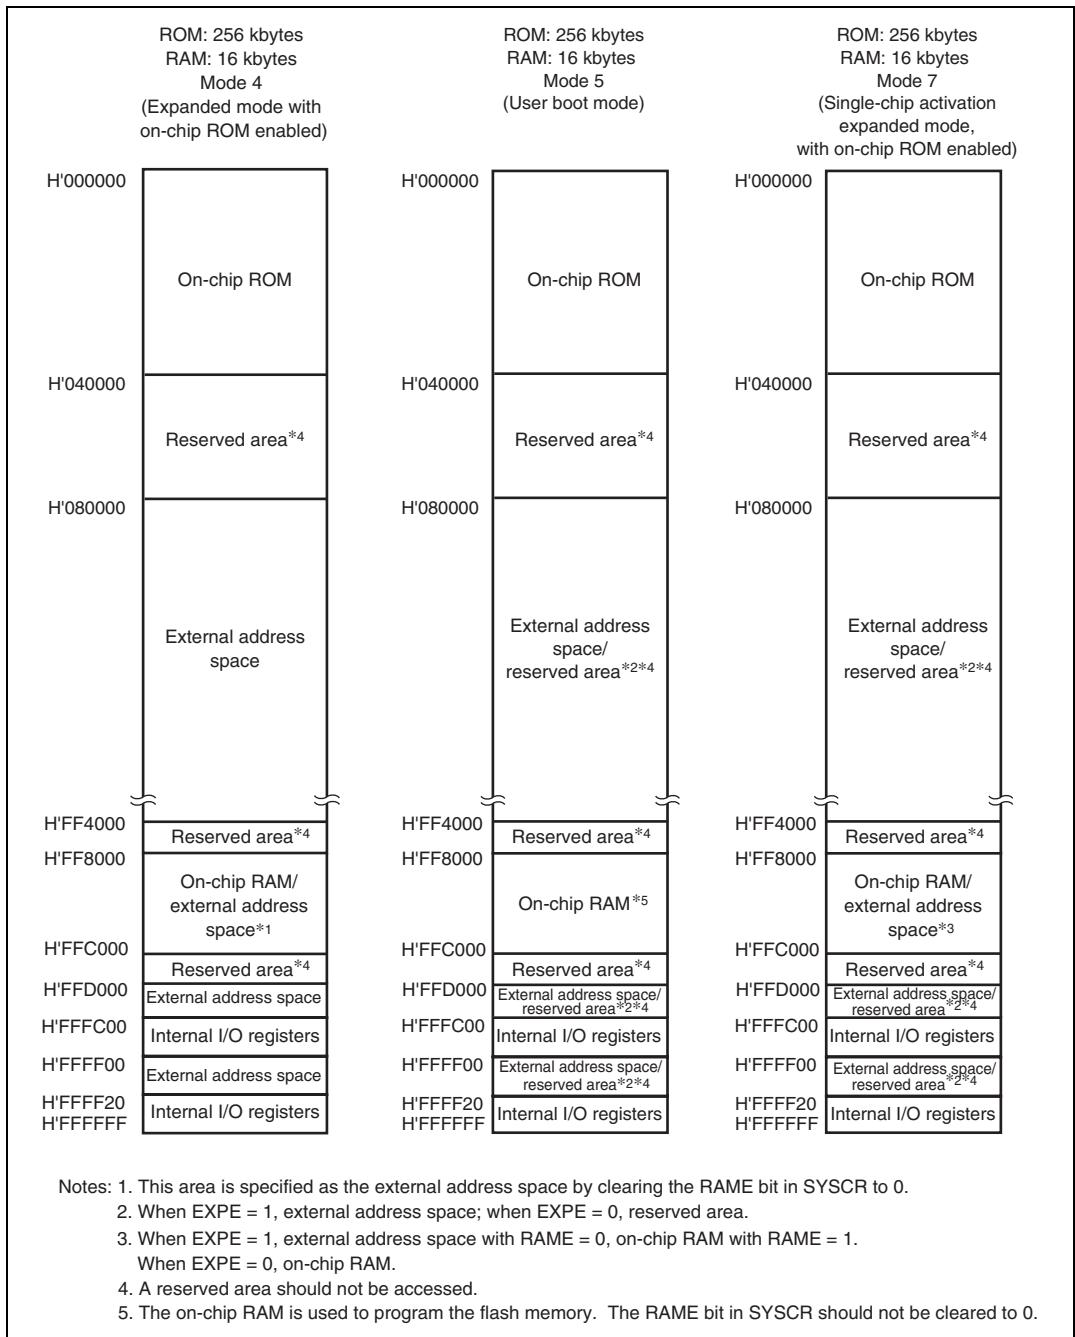 ROM: 256 kbytes
RAM: 16 kbytes
Mode 4
(Expanded mode with
on-chip ROM enabled)
H'000000
On-chip ROM
H'040000
Reserved area*4
H'080000
External address
space
H'FF4000
Reserved area*4
H'FF8000
On-chip RAM/
external address
space*1
H'FFC000
Reserved area*4
H'FFD000
External address space
H'FFFC00
Internal I/O registers
H'FFFF00
External address space
H'FFFF20
Internal I/O registers
H'FFFFFF
ROM: 256 kbytes
RAM: 16 kbytes
Mode 5
(User boot mode)
H'000000
On-chip ROM
H'040000
Reserved area*4
H'080000
External address
space/
reserved area*2*4
H'FF4000
Reserved area*4
H'FF8000
On-chip RAM*5
H'FFC000
Reserved area*4
H'FFD000
External address space/
reserved area*2*4
H'FFFC00
Internal I/O registers
H'FFFF00
External address space/
reserved area*2*4
H'FFFF20
Internal I/O registers
H'FFFFFF
ROM: 256 kbytes
RAM: 16 kbytes
Mode 7
(Single-chip activation
expanded mode,
with on-chip ROM enabled)
H'000000
On-chip ROM
H'040000
Reserved area*4
H'080000
External address
space/
reserved area*2*4
H'FF4000
Reserved area*4
H'FF8000
On-chip RAM/
external address
space*3
H'FFC000
Reserved area*4
H'FFD000
External address space/
reserved area*2*4
H'FFFC00
Internal I/O registers
H'FFFF00
External address space/
reserved area*2*4
H'FFFF20
Internal I/O registers
H'FFFFFF
Notes: 1. This area is specified as the external address space by clearing the RAME bit in SYSCR to 0.
2. When EXPE = 1, external address space; when EXPE = 0, reserved area.
3. When EXPE = 1, external address space with RAME = 0, on-chip RAM with RAME = 1.
When EXPE = 0, on-chip RAM.
4. A reserved area should not be accessed.
5. The on-chip RAM is used to program the flash memory. The RAME bit in SYSCR should not be cleared to 0.